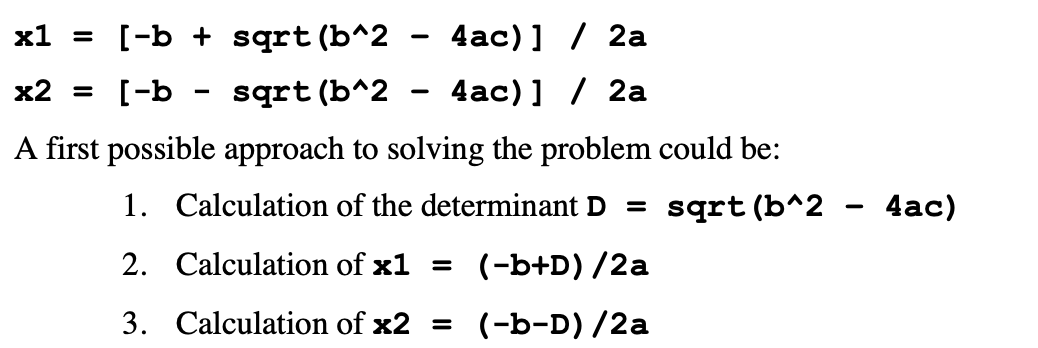 x1 = [-b + sqrt(b^2 - 4ac)] / 2a
x2 = [-b - sqrt(b^2 - 4ac)] / 2a
A first possible approach to solving the problem could be:
1. Calculation of the determinant D = sqrt(b^2 - 4ac)
2. Calculation of x1 = (-b+D)/2a
3. Calculation of x2 = (-b-D)/2a